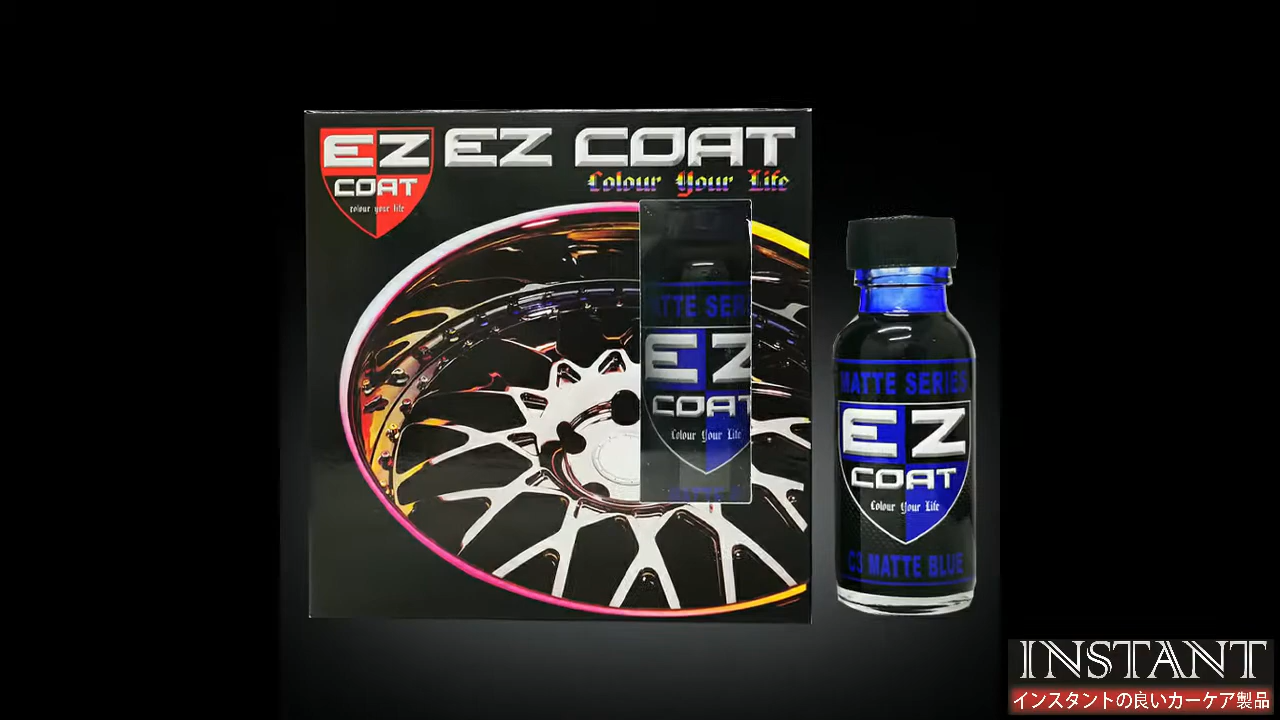 EZ
COAT
colour your life
EZ COAT
Colour Your Life
MATTE SERIES
EZ
COAT
Colour Your Life
MATTE SERIES
EZ
COAT
Colour Your Life
C3 MATTE BLUE
INSTANT
インスタントの良いカーケア製品